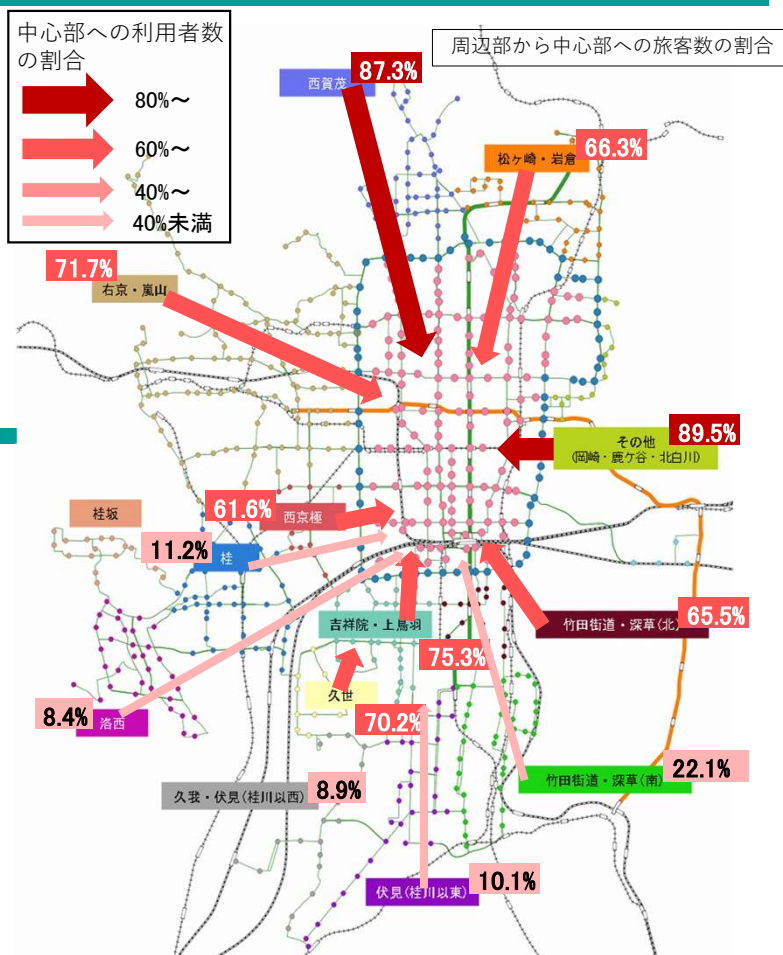 中心部への利用者数
の割合
80%～
60%～
40%～
40%未満
周辺部から中心部への旅客数の割合
西賀茂
87.3%
松ヶ崎・岩倉
66.3%
71.7%
右京・嵐山
その他
(岡崎・鹿ケ谷・北白川)
89.5%
桂坂
61.6%
西京極
11.2%
桂
吉祥院・上鳥羽
75.3%
竹田街道・深草(北)
65.5%
久世
70.2%
8.4%
洛西
久我・伏見(桂川以西)
8.9%
竹田街道・深草(南)
22.1%
伏見(桂川以東)
10.1%